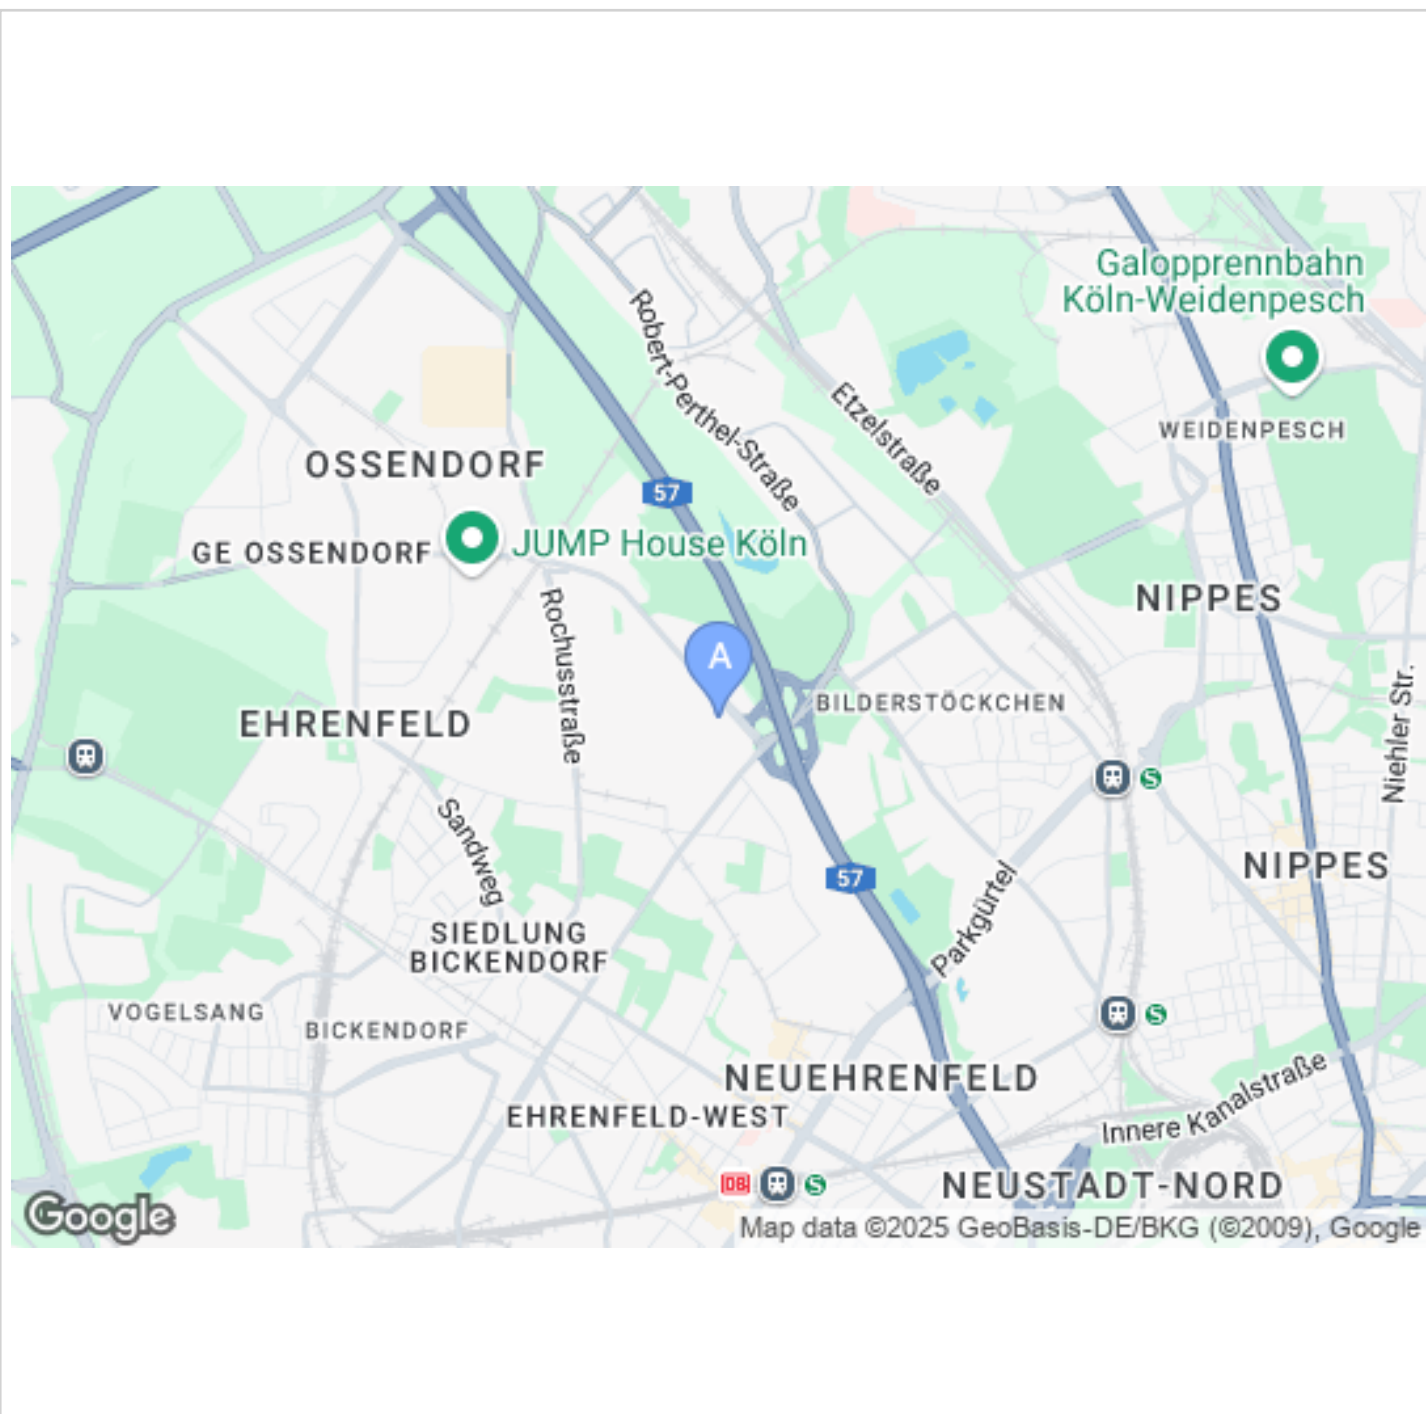 Galopprennbahn
Köln-Weidenpesch
Robert-Perthel-Straße
Etzelstraße
WEIDENPESCH
OSSENDORF
57
GE OSSENDORF
JUMP House Köln
NIPPES
Rochusstraße
A
EHRENFELD
BILDERSTÖCKCHEN
Niehler Str.
S
Sandweg
57
NIPPES
Parkgürtel
SIEDLUNG
BICKENDORF
VOGELSANG
BICKENDORF
S
NEUEHRENFELD
EHRENFELD-WEST
Innere Kanalstraße
DB
S
NEUSTADT-NORD
Google
Map data ©2025 GeoBasis-DE/BKG (©2009), Google